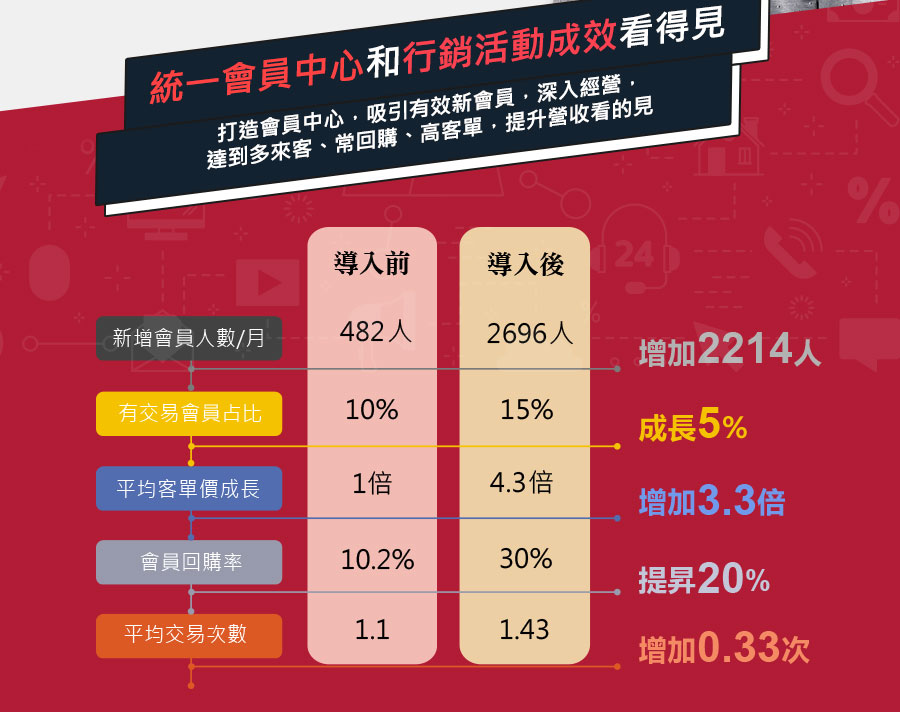 統一會員中心和行銷活動成效看得見
打造會員中心，吸引有效新會員，深入經營，
達到多來客、常回購、高客單，提升營收看的見
24
%
%
導入前 導入後
新增會員人數/月 482人 2696人 增加2214人
有交易會員占比 10% 15% 成長5%
平均客單價成長 1倍 4.3倍 增加3.3倍
會員回購率 10.2% 30% 提昇20%
平均交易次數 1.1 1.43 增加0.33次